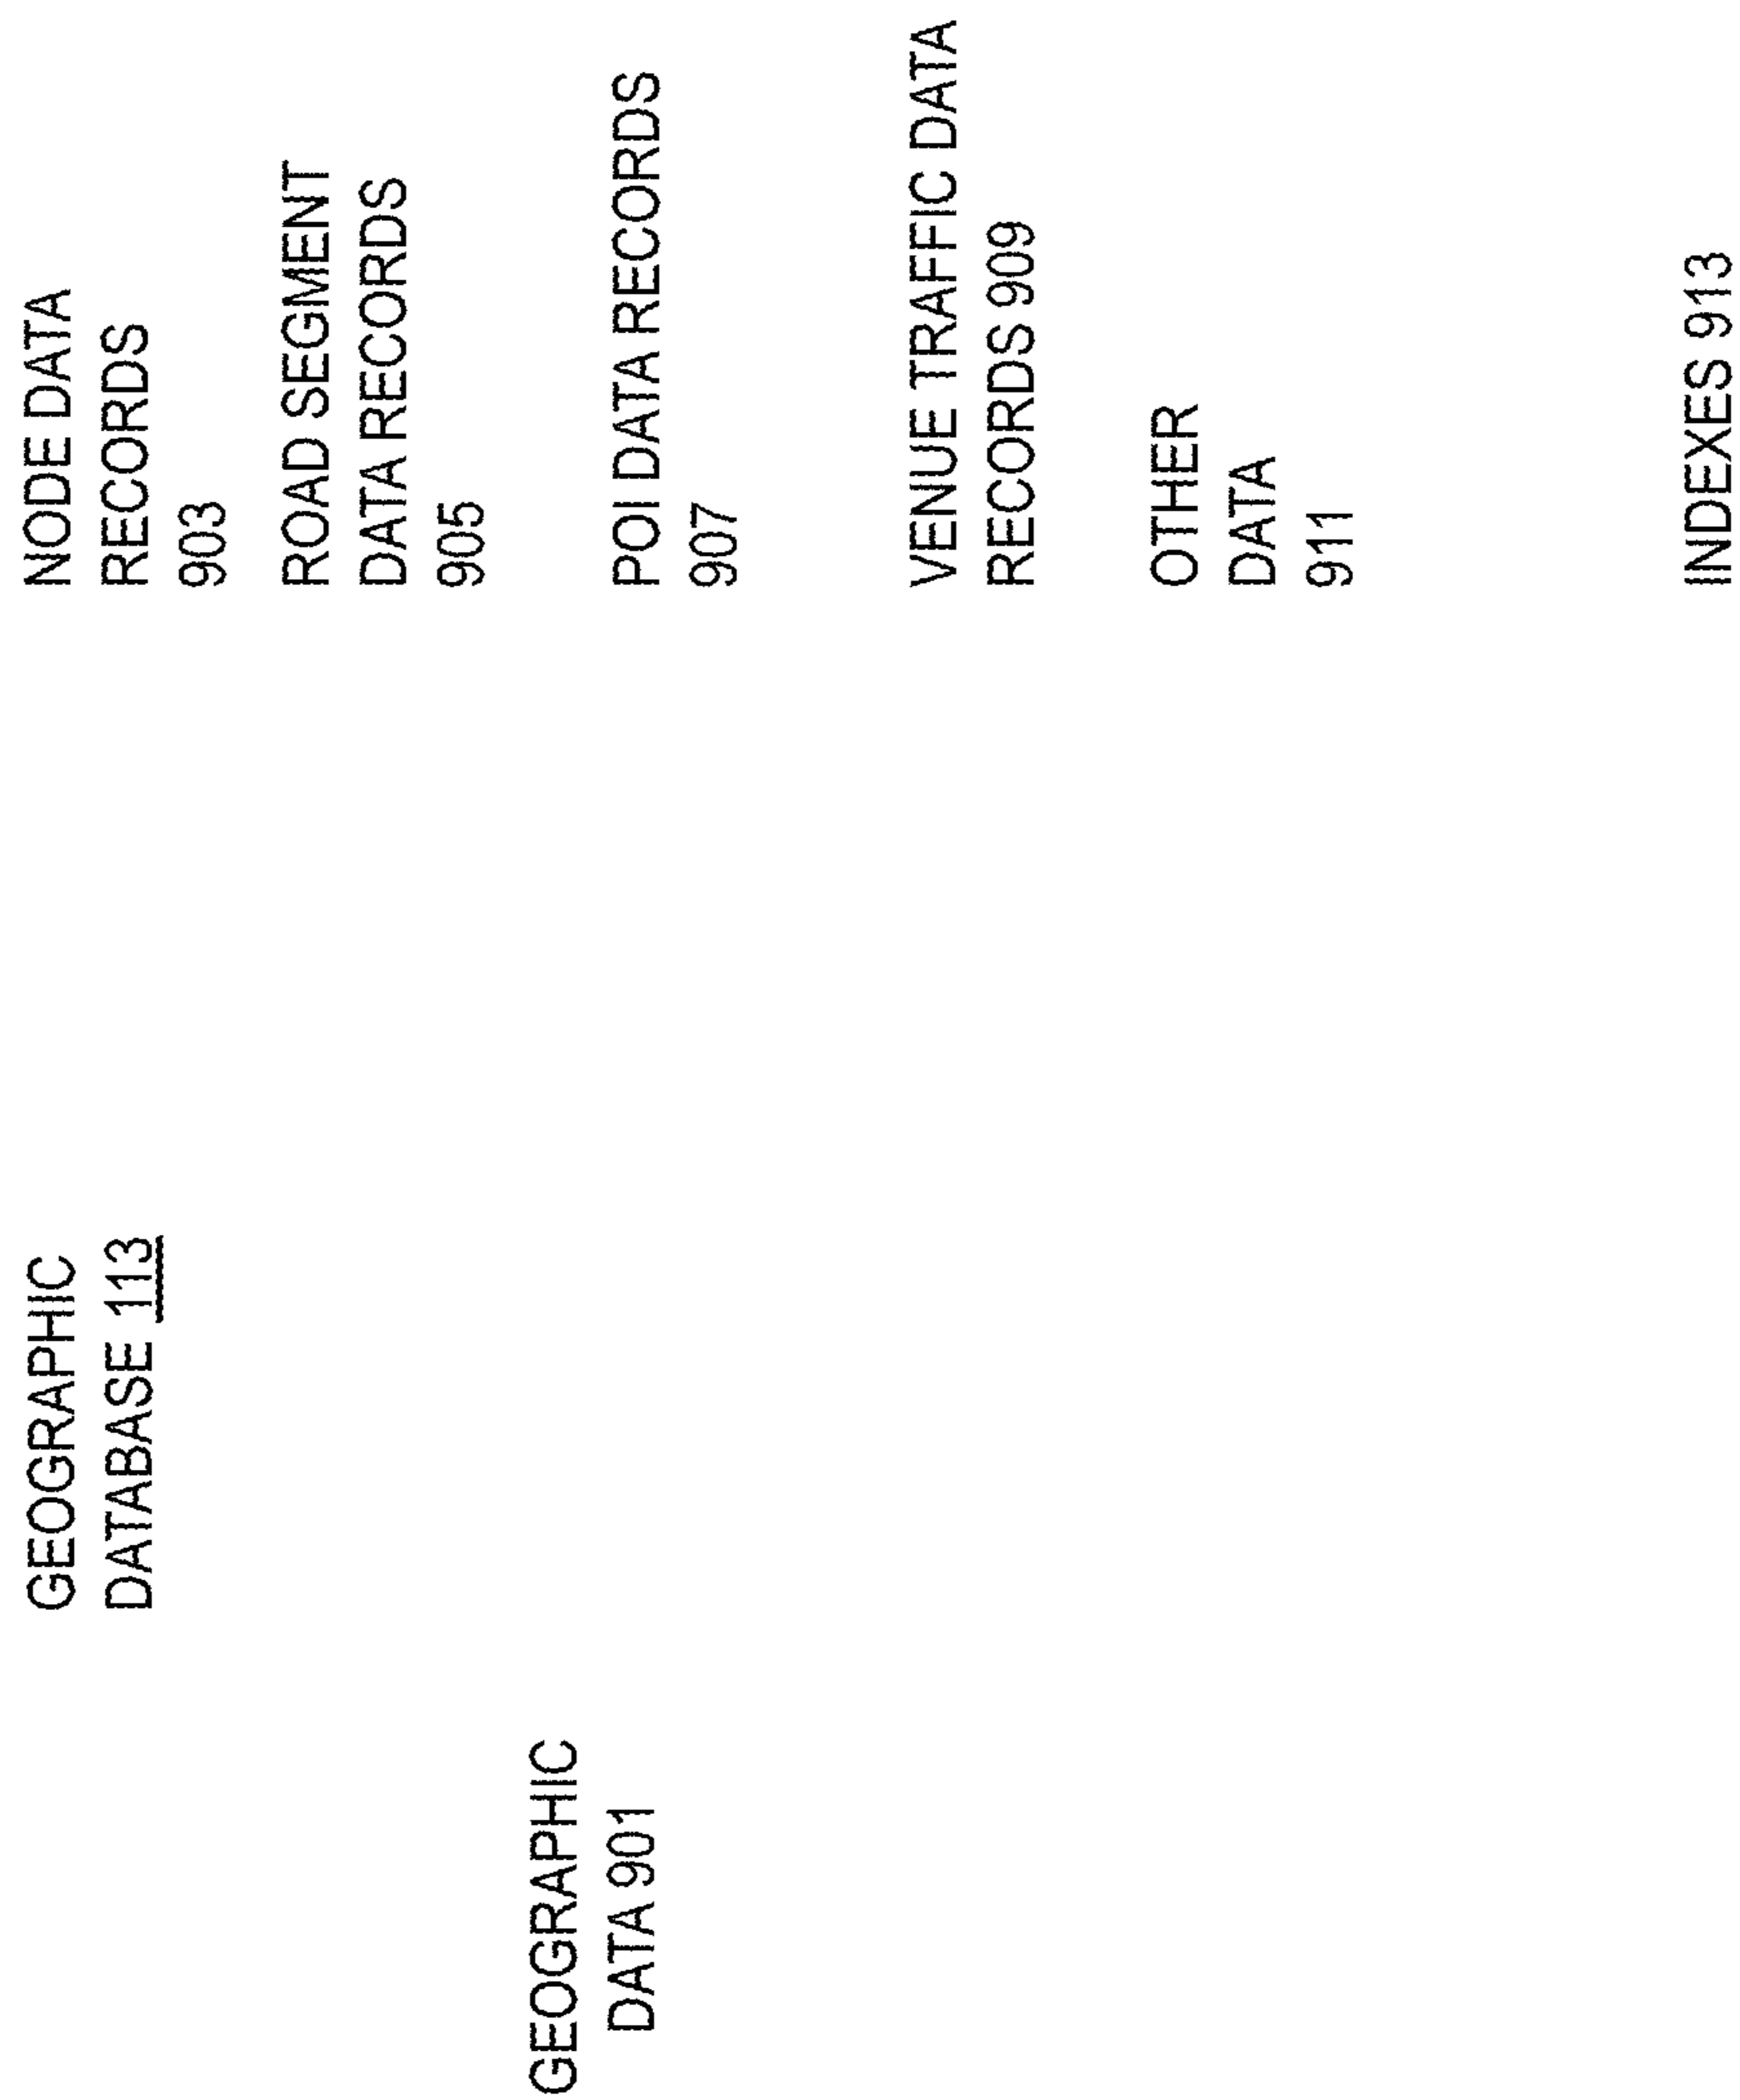 GEOGRAPHIC
DATABASE 113
GEOGRAPHIC
DATA 901
NODE DATA
RECORDS
903
ROAD SEGMENT
DATA RECORDS
905
POI DATA RECORDS
907
VENUE TRAFFIC DATA
RECORDS 909
OTHER
DATA
911
INDEXES 913